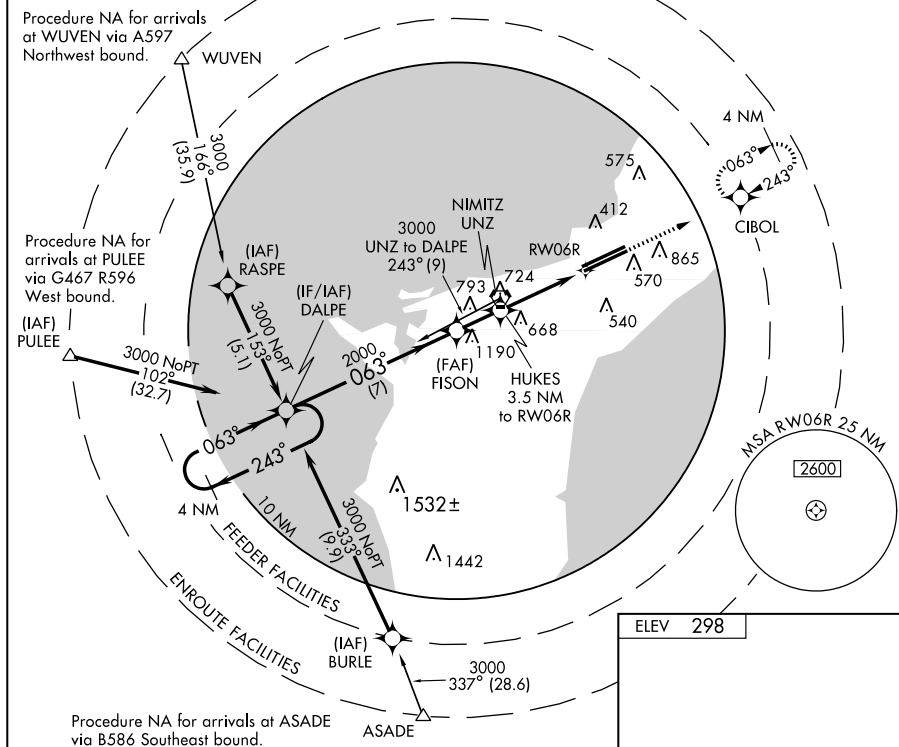 Procedure NA for arrivals
at WUVEN via A597
Northwest bound.
WUVEN
3000
166°
(35.9)
4 NM
063°
243°
CIBOL
575
412
NIMITZ
UNZ
3000
UNZ to DALPE
243° (9)
RW06R
865
570
724
793
540
668
1190
(FAF)
FISON
HUKES
3.5 NM
to RW06R
Procedure NA for
arrivals at PULEE
via G467 R596
West bound.
(IAF)
RASPE
(IF/IAF)
DALPE
3000 NoPT
153°
(5.1)
(IAF)
PULEE
3000 NoPT
102°
(32.7)
2000
063°
(7)
063°
243°
4 NM
10 NM
FEEDER FACILITIES
ENROUTE FACILITIES
1532±
1442
3000 NoPT
333°
(9.9)
MSA RW06R 25 NM
2600
(IAF)
BURLE
3000
337° (28.6)
ASADE
ELEV 298
Procedure NA for arrivals at ASADE
via B586 Southeast bound.